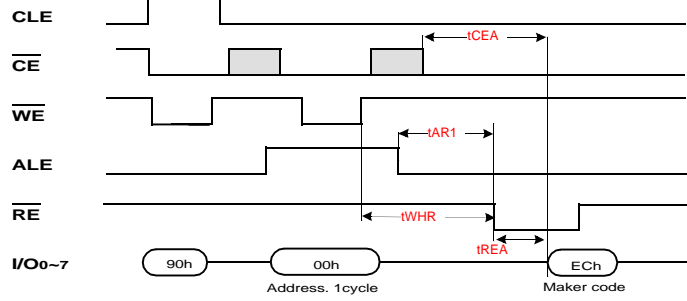 CLE
tCEA
CE
WE
tAR1
ALE
tWHR
RE
tREA
I/O0~7
90h
00h
ECh
Address. 1cycle
Maker code